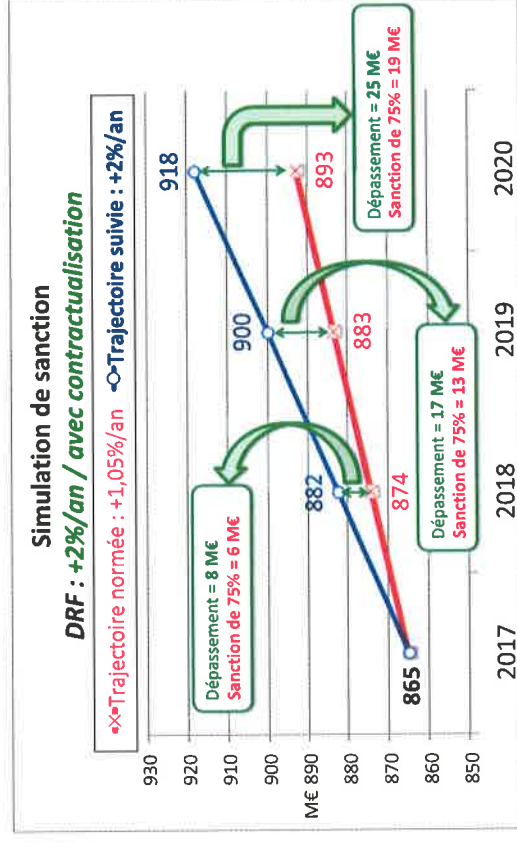 Simulation de sanction
DRF : +2%/an / avec contractualisation
Trajectoire normée : +1,05%/an Trajectoire suivie : +2%/an
930
920
910
900
M€ 890
880
870
860
850
865
882
874
900
883
918
893
Dépassement = 8 M€
Sanction de 75% = 6 M€
Dépassement = 17 M€
Sanction de 75% = 13 M€
Dépassement = 25 M€
Sanction de 75% = 19 M€
2017 2018 2019 2020